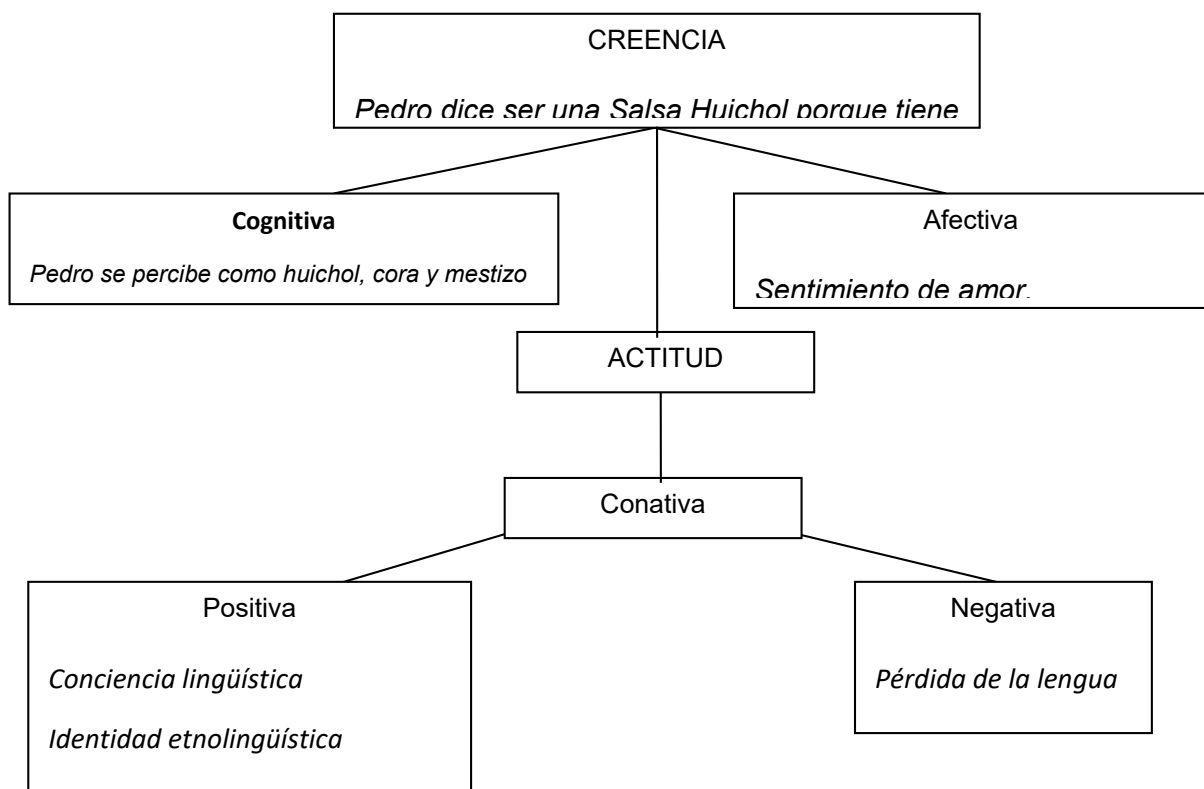 CREENCIA
Pedro dice ser una Salsa Huichol porque tiene
Cognitiva
Pedro se percibe como huichol, cora y mestizo
Afectiva
Sentimiento de amor.
ACTITUD
Conativa
Positiva
Conciencia lingüística
Identidad etnolingüística
Negativa
Pérdida de la lengua